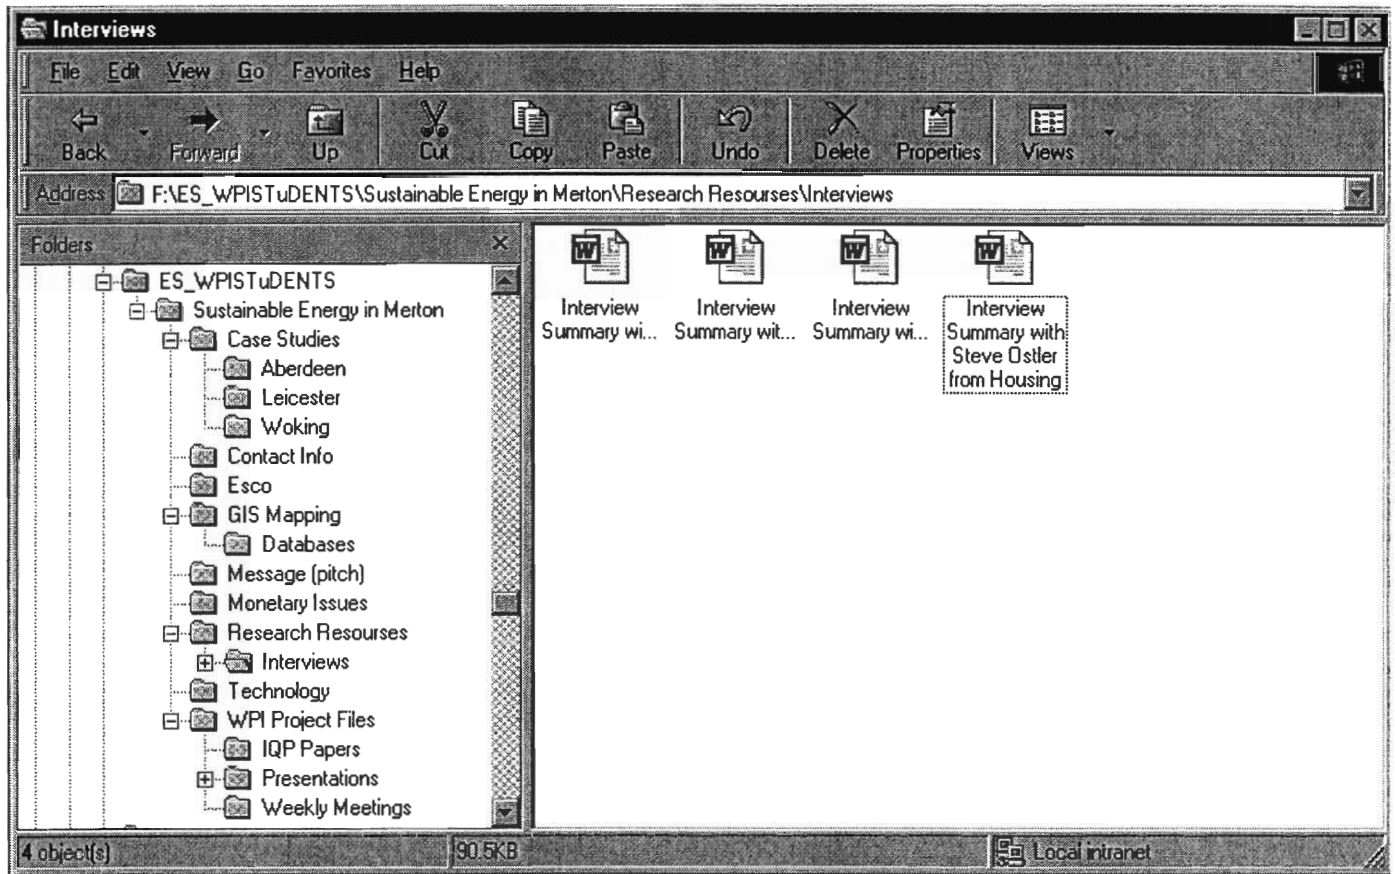 Interviews
File Edit View Go Favorites Help
Back Forward Up Cut Copy Paste Undo Delete Properties Views
Address F:\ES_WPISTuDENTS\Sustainable Energy in Merton\Research Resourses\Interviews
Folders
ES_WPISTuDENTS
Sustainable Energy in Merton
Case Studies
Aberdeen
Leicester
Woking
Contact Info
Esco
GIS Mapping
Databases
Message (pitch)
Monetary Issues
Research Resourses
Interviews
Technology
WPI Project Files
IQP Papers
Presentations
Weekly Meetings
Interview
Summary wi...
Interview
Summary wit...
Interview
Summary wi...
Interview
Summary with
Steve Ostler
from Housing
4 object(s) 90.5KB Local intranet